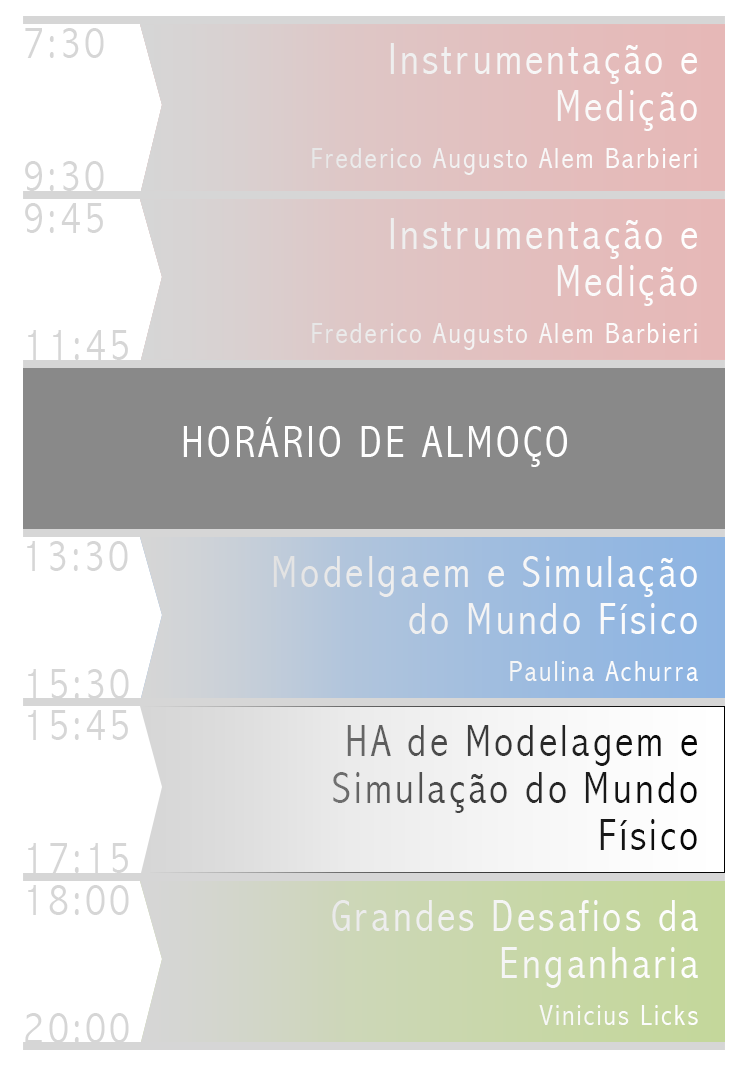 7:30
Instrumentação e
Medição
Frederico Augusto Alem Barbieri
9:30
9:45
Instrumentação e
Medição
Frederico Augusto Alem Barbieri
11:45
HORÁRIO DE ALMOÇO
13:30
Modelgaem e Simulação
do Mundo Físico
Paulina Achurra
15:30
15:45
HA de Modelagem e
Simulação do Mundo
Físico
17:15
18:00
Grandes Desafios da
Enganharia
Vinicius Licks
20:00